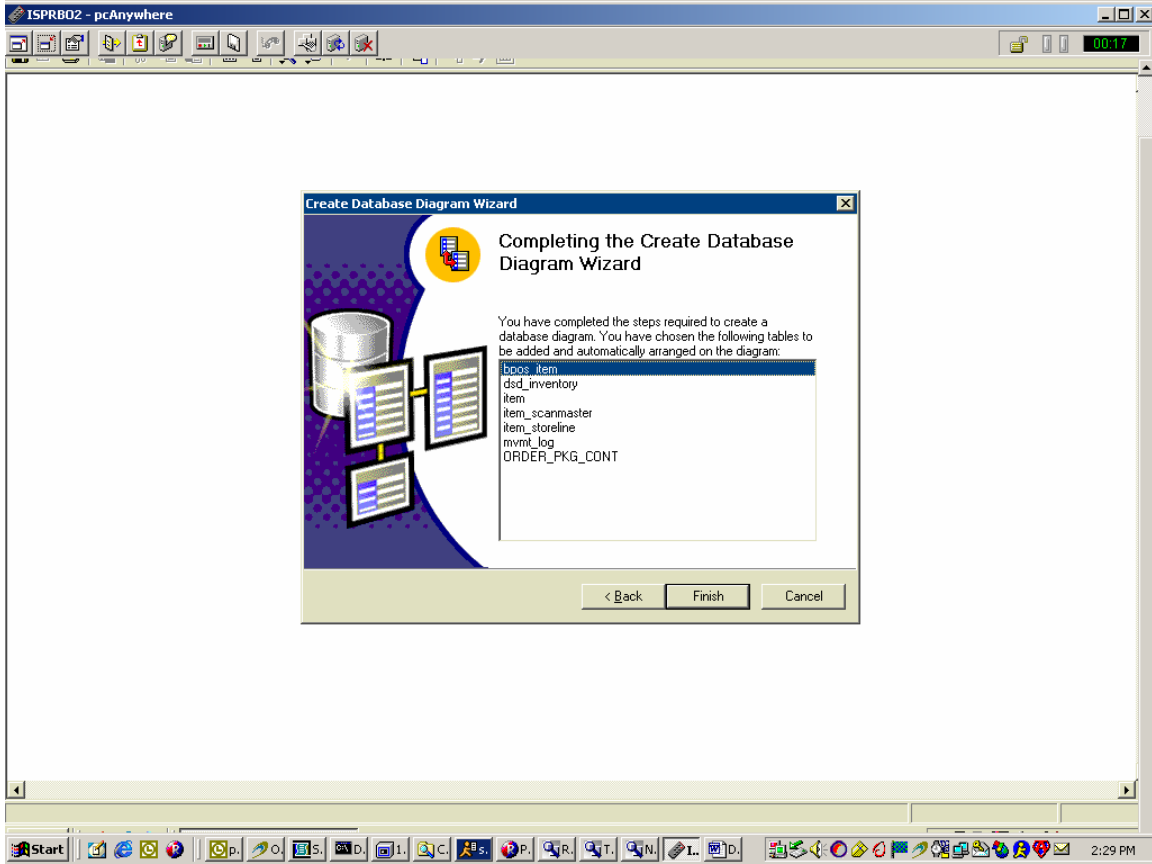 ISPRBO2 - pcAnywhere
00:17
Create Database Diagram Wizard
Completing the Create Database
Diagram Wizard
You have completed the steps required to create a
database diagram. You have chosen the following tables to
be added and automatically arranged on the diagram:
bpos_item
dsd_inventory
item
item_scanmaster
item_storeline
mvmt_log
ORDER_PKG_CONT
< Back
Finish
Cancel
Start
p.
O.
S.
D.
1.
C.
s.
P.
R.
T.
N.
I..
D.
2:29 PM